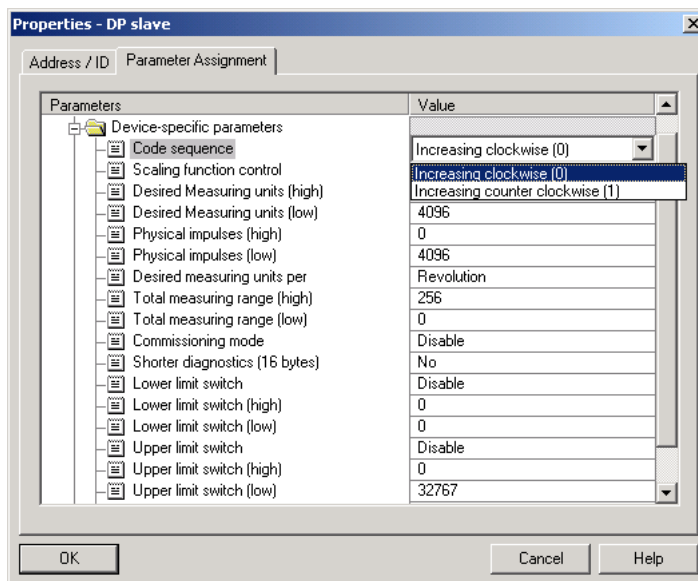 Properties - DP slave
Address / ID Parameter Assignment
Parameters Value
Device-specific parameters
Code sequence Increasing clockwise (0)
Scaling function control Increasing clockwise (0)
Desired Measuring units (high) Increasing counter clockwise (1)
Desired Measuring units (low) 4096
Physical impulses (high) 0
Physical impulses (low) 4096
Desired measuring units per Revolution
Total measuring range (high) 256
Total measuring range (low) 0
Commissioning mode Disable
Shorter diagnostics (16 bytes) No
Lower limit switch Disable
Lower limit switch (high) 0
Lower limit switch (low) 0
Upper limit switch Disable
Upper limit switch (high) 0
Upper limit switch (low) 32767
OK Cancel Help